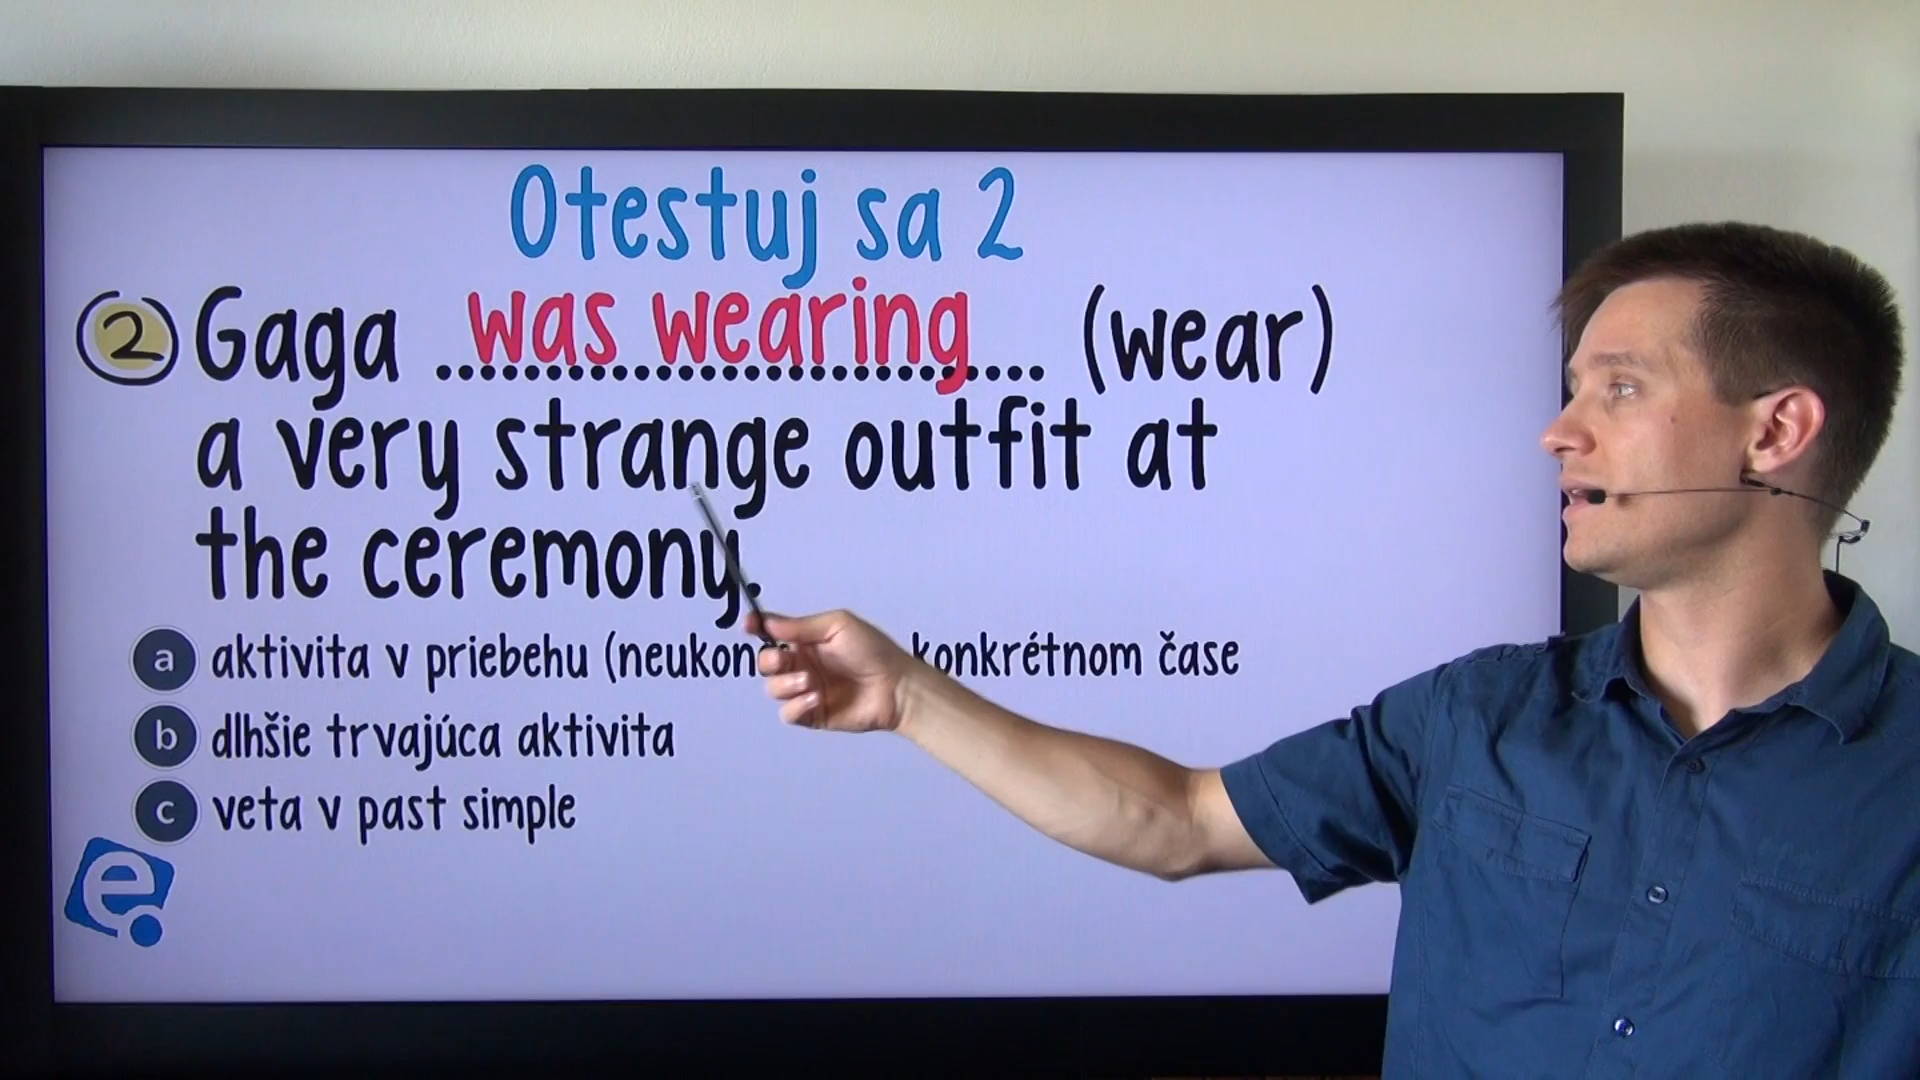 Otestuj sa 2
2 Gaga ........................... was wearing (wear)
a very strange outfit at
the ceremony.
a aktivita v priebehu konkrétnom čase
b dlhšie trvajúca aktivita
c veta v past simple
e